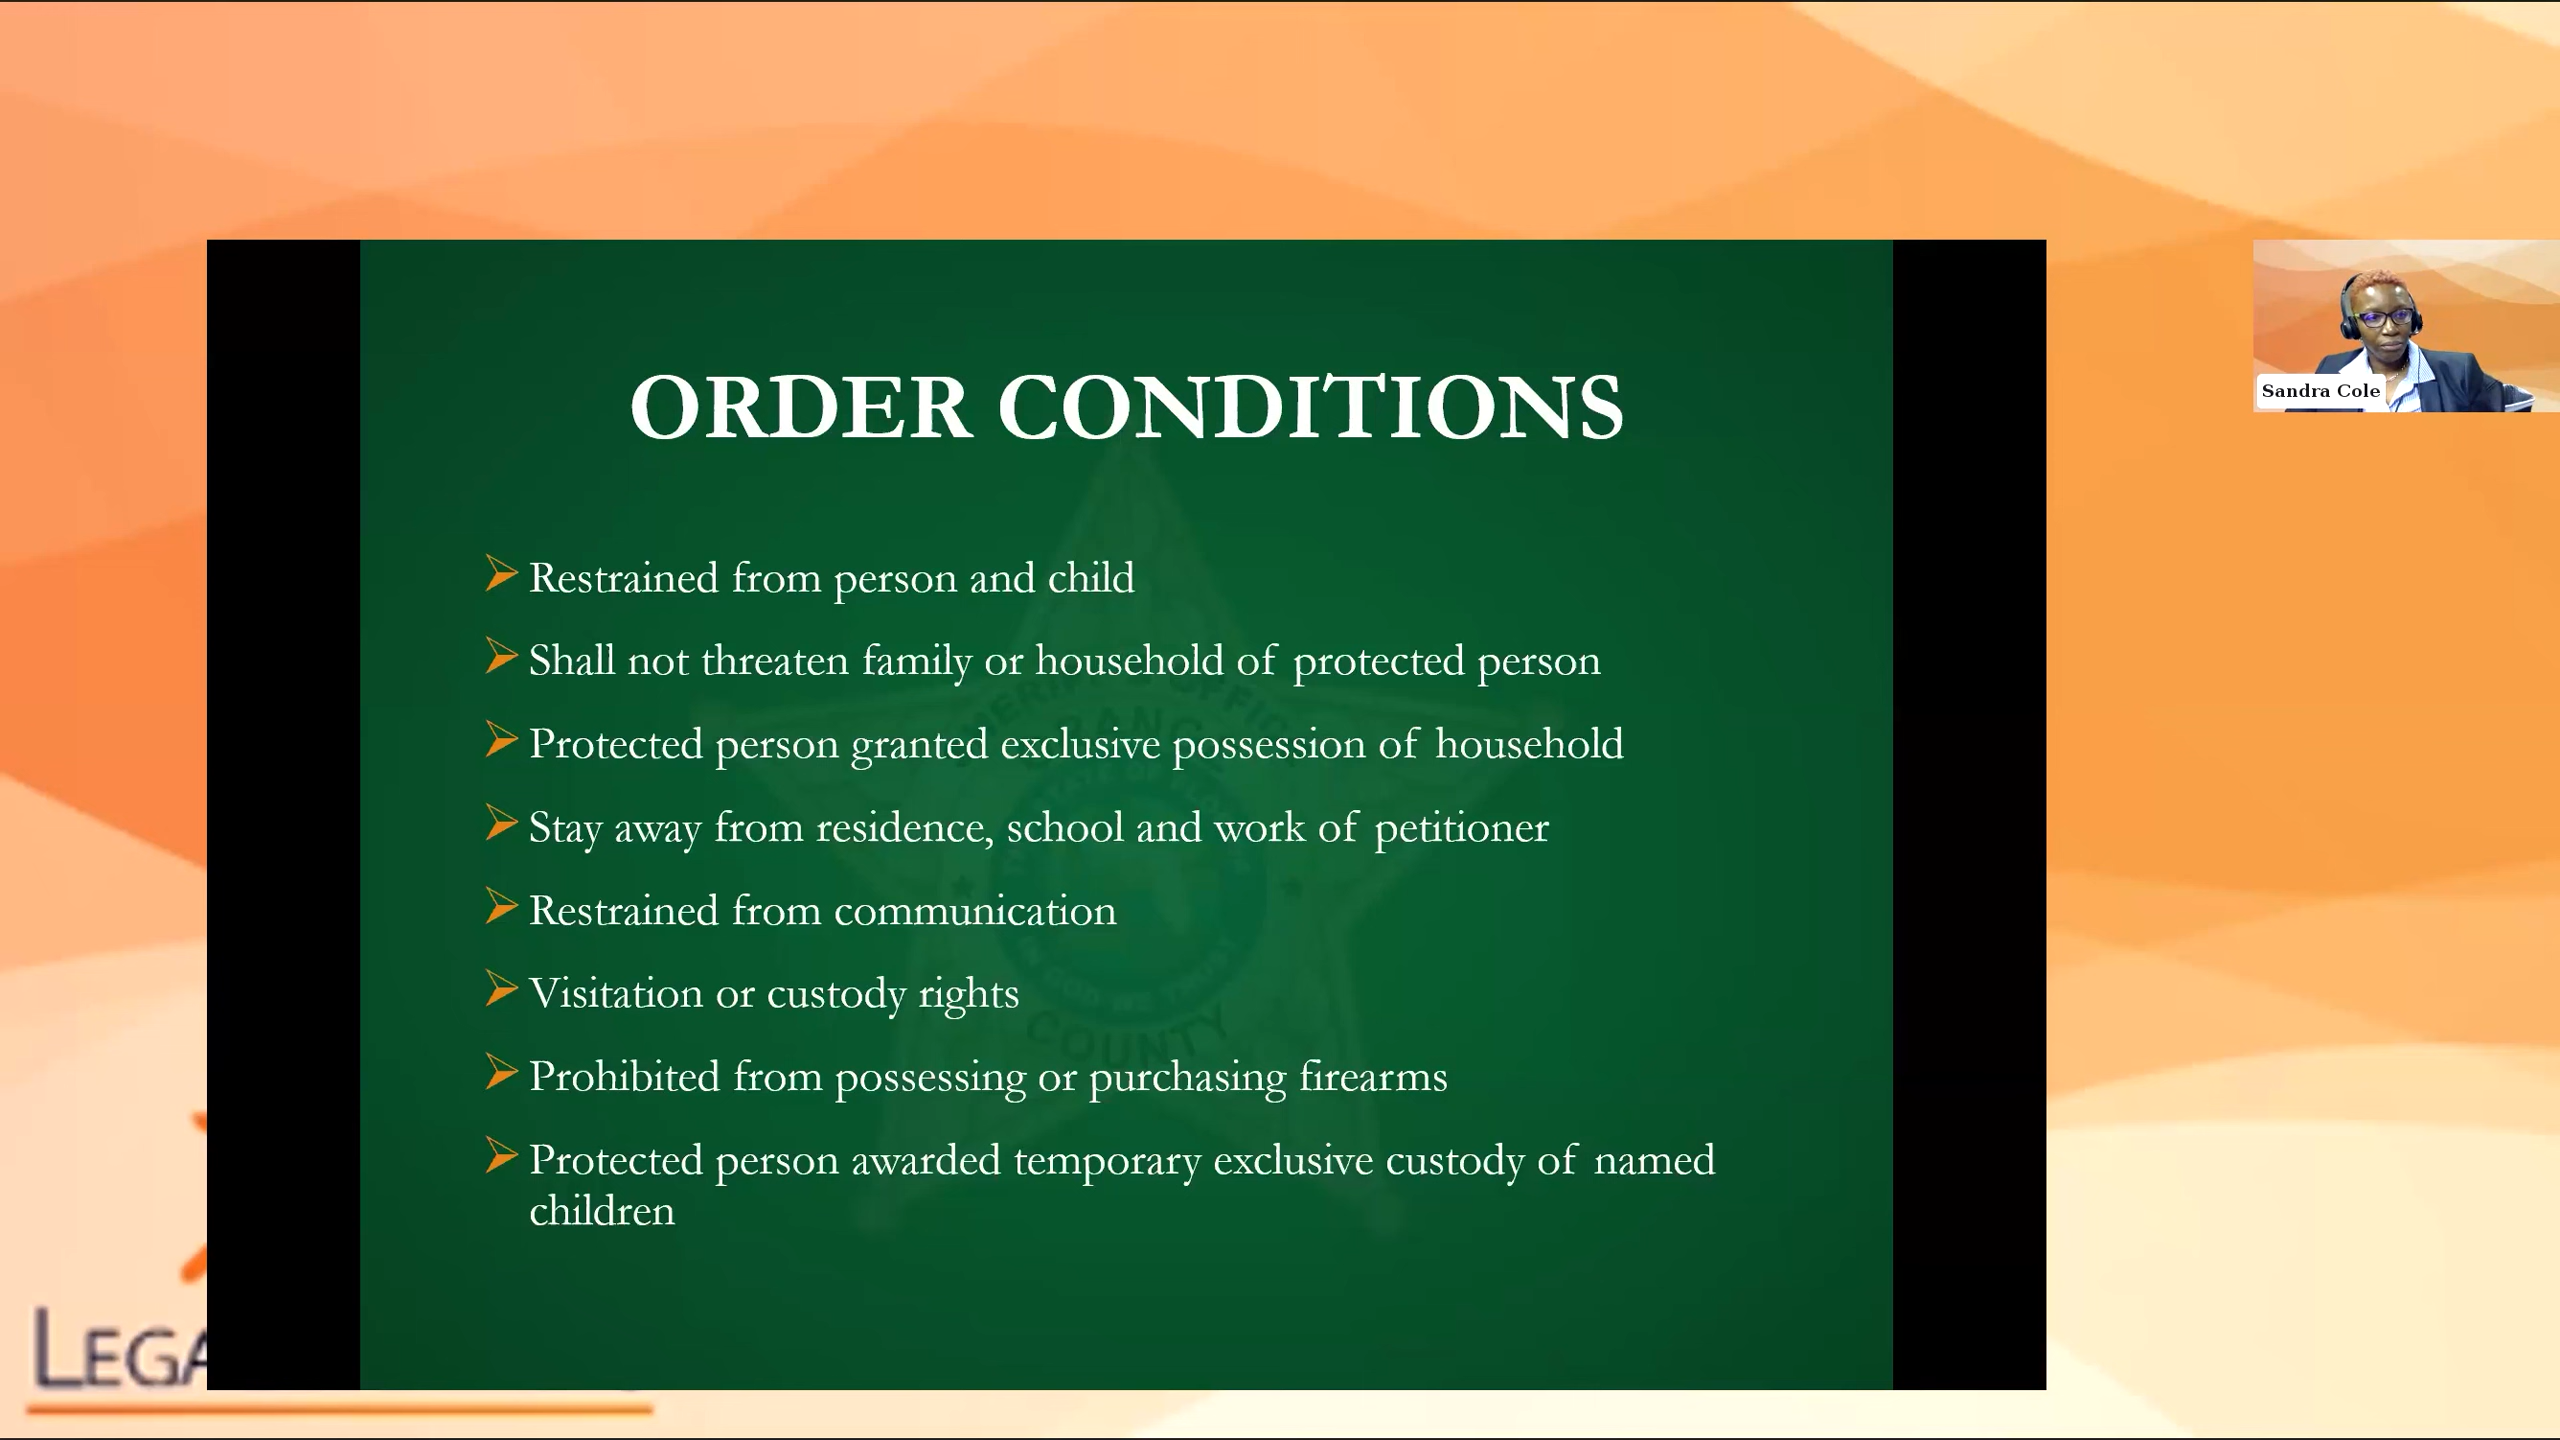 ORDER CONDITIONS
Restrained from person and child
Shall not threaten family or household of protected person
Protected person granted exclusive possession of household
Stay away from residence, school and work of petitioner
Restrained from communication
Visitation or custody rights
Prohibited from possessing or purchasing firearms
Protected person awarded temporary exclusive custody of named
children
COUNTY
Sandra Cole